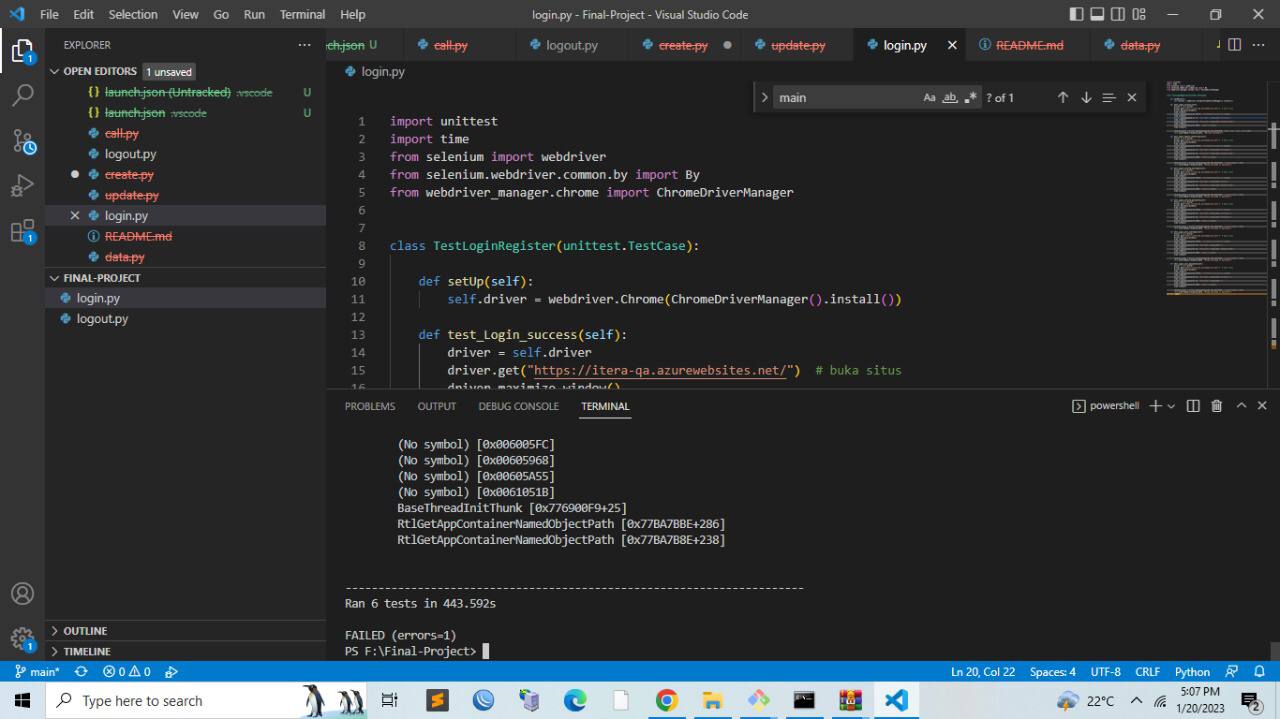 File Edit Selection View Go Run Terminal Help
login.py - Final-Project - Visual Studio Code
EXPLORER
OPEN EDITORS 1 unsaved
launch.json (Untracked) .vscode U
launch.json .vscode U
call.py
logout.py
create.py
update.py
login.py
README.md
data.py
FINAL-PROJECT
login.py
logout.py
OUTLINE
TIMELINE
ch.json U call.py logout.py create.py update.py login.py README.md data.py
login.py
main Aa ab ? of 1
1 import unittest
2 import time
3 from selenium import webdriver
4 from selenium.webdriver.common.by import By
5 from webdriver_manager.chrome import ChromeDriverManager
6
7
8 class TestLoginRegister(unittest.TestCase):
9
10 def setUp(self):
11 self.driver = webdriver.Chrome(ChromeDriverManager().install())
12
13 def test_Login_success(self):
14 driver = self.driver
15 driver.get("https://itera-qa.azurewebsites.net/") # buka situs
16 driver.maximize_window()
PROBLEMS OUTPUT DEBUG CONSOLE TERMINAL
powershell
(No symbol) [0x006005FC]
(No symbol) [0x00605968]
(No symbol) [0x00605A55]
(No symbol) [0x0061051B]
BaseThreadInitThunk [0x776900F9+25]
RtlGetAppContainerNamedObjectPath [0x77BA7BBE+286]
RtlGetAppContainerNamedObjectPath [0x77BA7B8E+238]
----------------------------------------------------------------------
Ran 6 tests in 443.592s
FAILED (errors=1)
PS F:\Final-Project>
main* 0 0 Ln 20, Col 22 Spaces: 4 UTF-8 CRLF Python
Type here to search
22°C
5:07 PM
1/20/2023
2